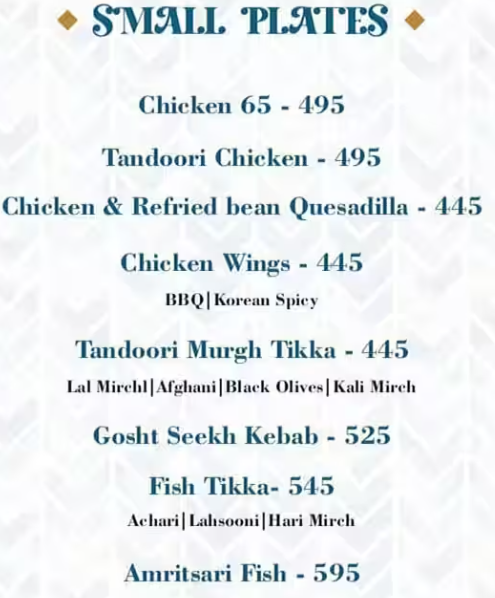 SMALL PLATES
Chicken 65 - 495
Tandoori Chicken - 495
Chicken & Refried bean Quesadilla - 445
Chicken Wings - 445
BBQ|Korean Spicy
Tandoori Murgh Tikka - 445
Lal Mirchl|Afghani|Black Olives|Kali Mirch
Gosht Seekh Kebab - 525
Fish Tikka- 545
Achari|Lahsooni|Hari Mirch
Amritsari Fish - 595